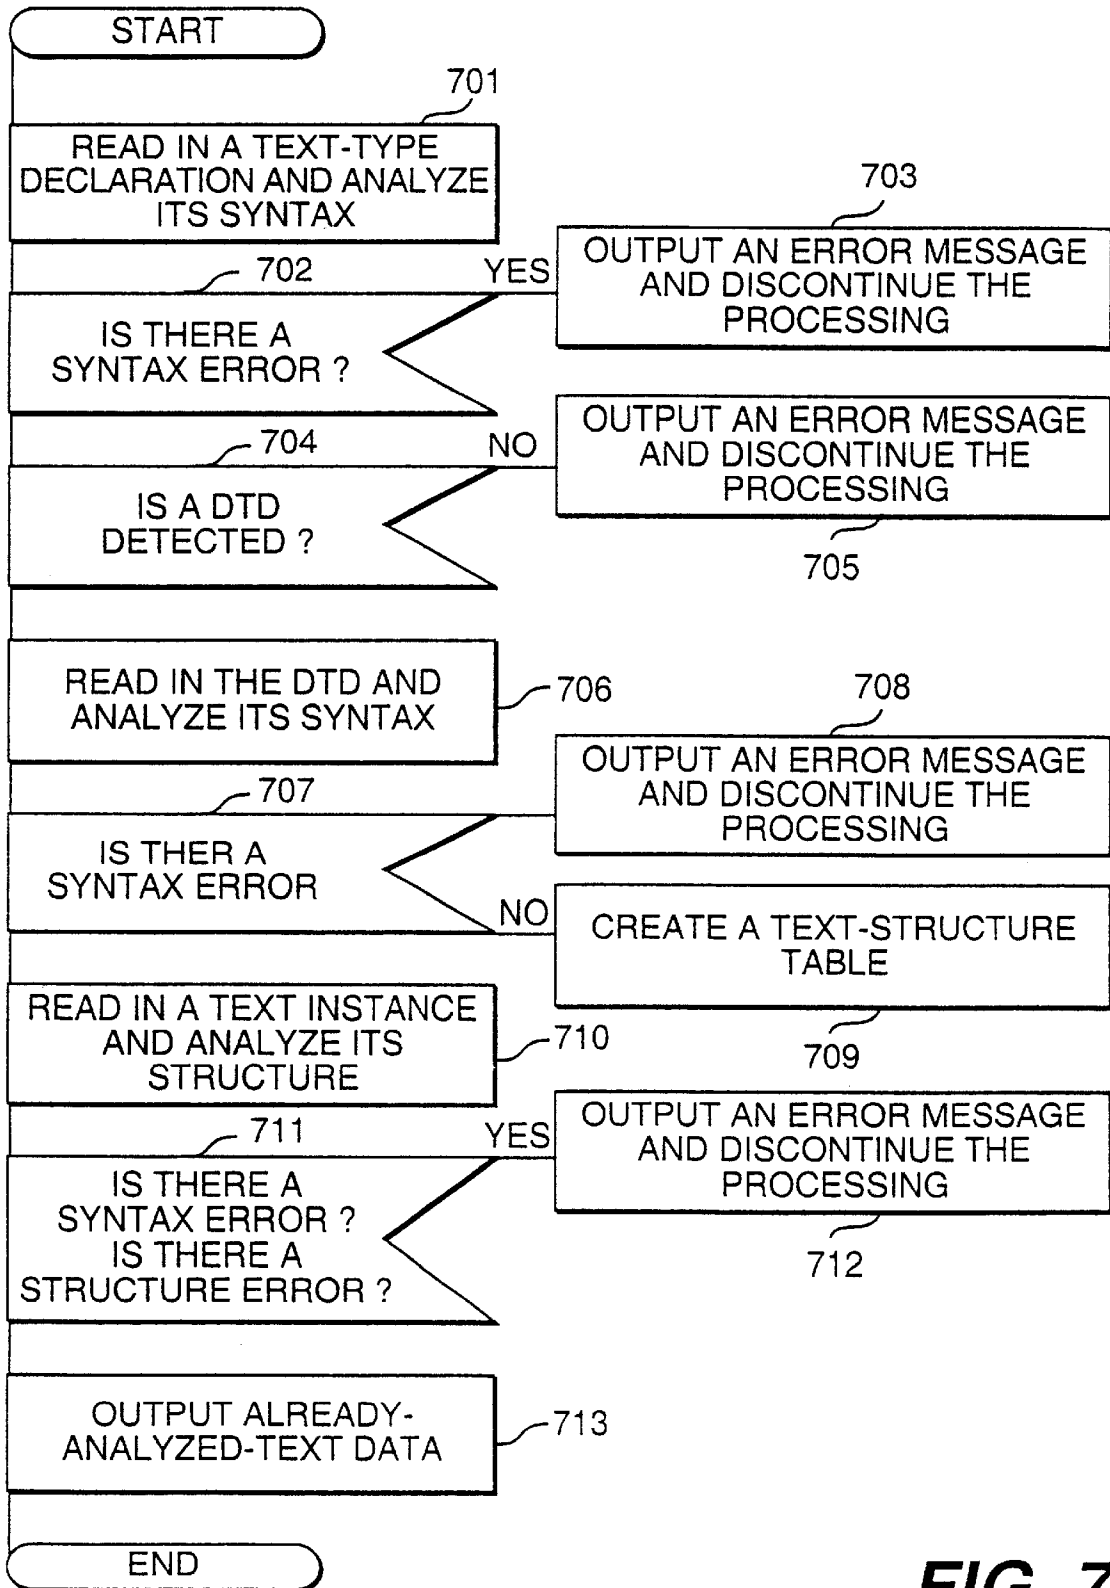 START
701
READ IN A TEXT-TYPE
DECLARATION AND ANALYZE
ITS SYNTAX
703
OUTPUT AN ERROR MESSAGE
AND DISCONTINUE THE
PROCESSING
702
YES
IS THERE A
SYNTAX ERROR ?
704
NO
OUTPUT AN ERROR MESSAGE
AND DISCONTINUE THE
PROCESSING
705
IS A DTD
DETECTED ?
READ IN THE DTD AND
ANALYZE ITS SYNTAX
706
708
OUTPUT AN ERROR MESSAGE
AND DISCONTINUE THE
PROCESSING
707
IS THER A
SYNTAX ERROR
NO
CREATE A TEXT-STRUCTURE
TABLE
709
READ IN A TEXT INSTANCE
AND ANALYZE ITS
STRUCTURE
710
711
YES
OUTPUT AN ERROR MESSAGE
AND DISCONTINUE THE
PROCESSING
712
IS THERE A
SYNTAX ERROR ?
IS THERE A
STRUCTURE ERROR ?
OUTPUT ALREADY-
ANALYZED-TEXT DATA
713
END
FIG. 7